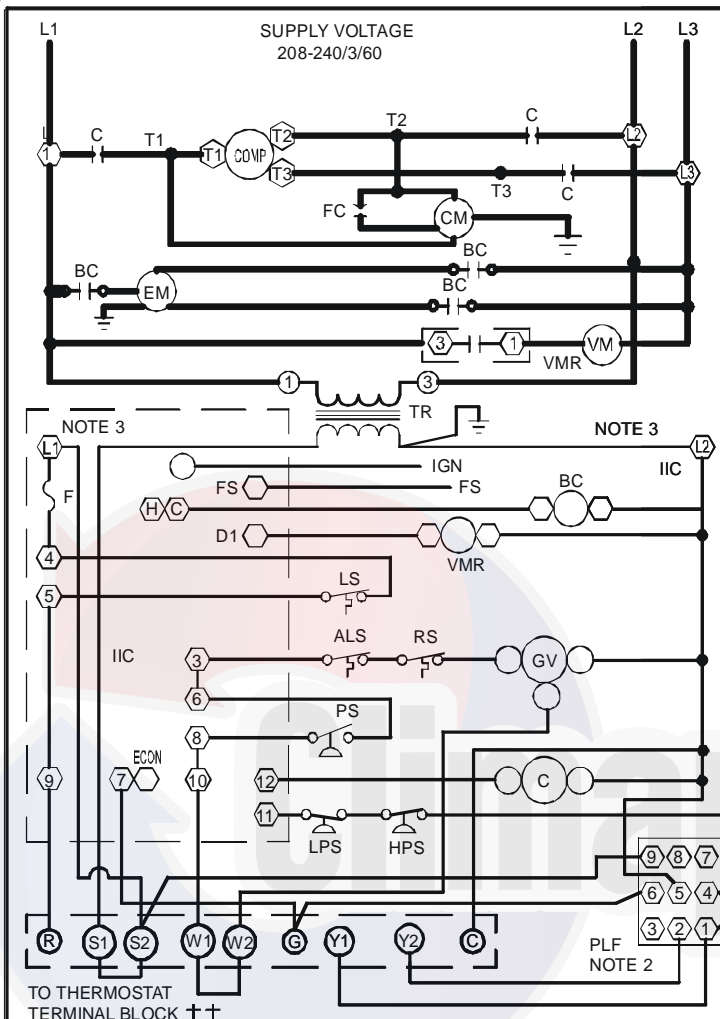 L1 SUPPLY VOLTAGE L2 L3
208-240/3/60
L
1 C T1 T1 COMP T2 T2 C L2
T3 T3 C L3
FC CM
BC
BC EM BC
3 1 VM
VMR
1 3
TR
NOTE 3 NOTE 3
L1 L2
IGN IIC
F FS FS BC
H C
D1
VMR
4
LS
5
ALS RS
IIC 3 GV
6
PS
8
ECON
9 7 10 12 C
11
LPS HPS
9 8 7
6 5 4
3 2 1
R S1 S2 W1 W2 G Y1 Y2 C
PLF
NOTE 2
TO THERMOSTAT
TERMINAL BLOCK ††
Clima